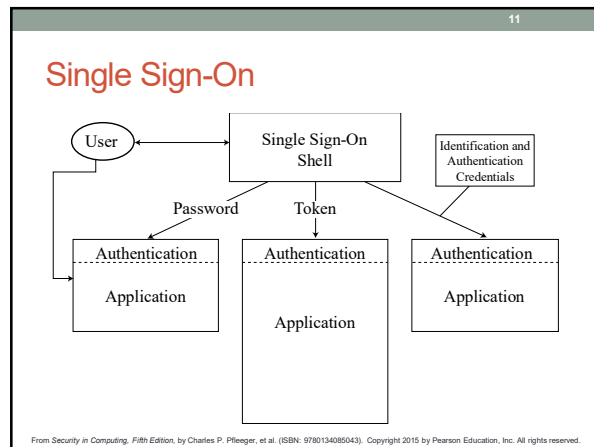 11
Single Sign-On
User
Single Sign-On
Shell
Identification and
Authentication
Credentials
Password
Token
Authentication
Application
Authentication
Application
Authentication
Application
From Security in Computing, Fifth Edition, by Charles P. Pfleeger, et al. (ISBN: 9780134085043). Copyright 2015 by Pearson Education, Inc. All rights reserved.